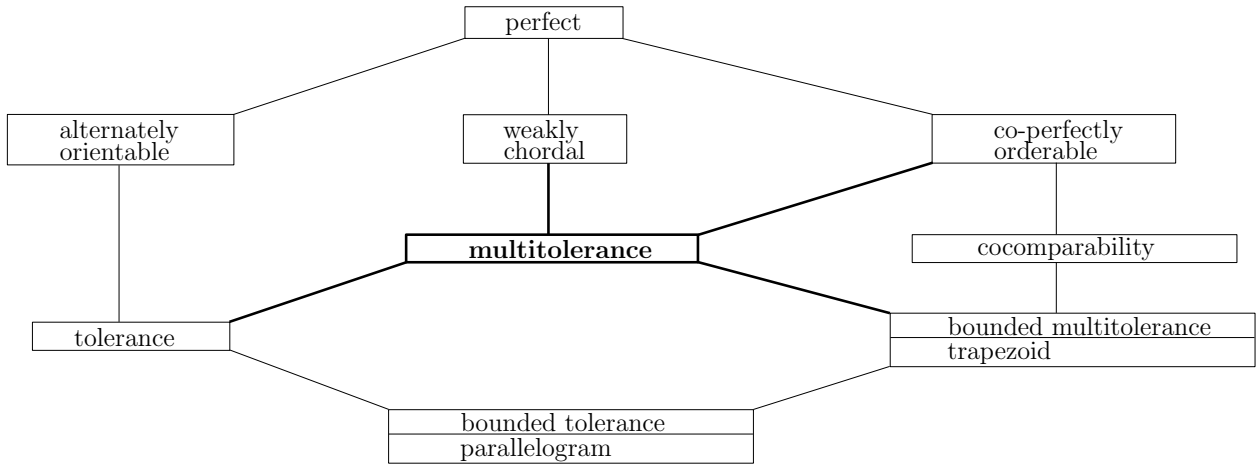 perfect
alternately
orientable
weakly
chordal
co-perfectly
orderable
multitolerance
cocomparability
tolerance
bounded multitolerance
trapezoid
bounded tolerance
parallelogram